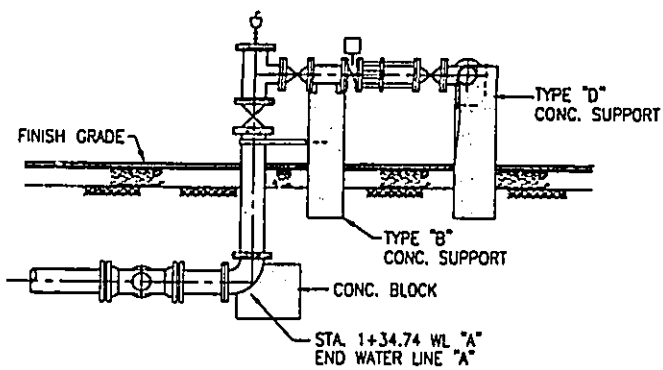 TYPE "D"
CONC. SUPPORT
FINISH GRADE
TYPE "B"
CONC. SUPPORT
CONC. BLOCK
STA. 1+34.74 WL "A"
END WATER LINE "A"